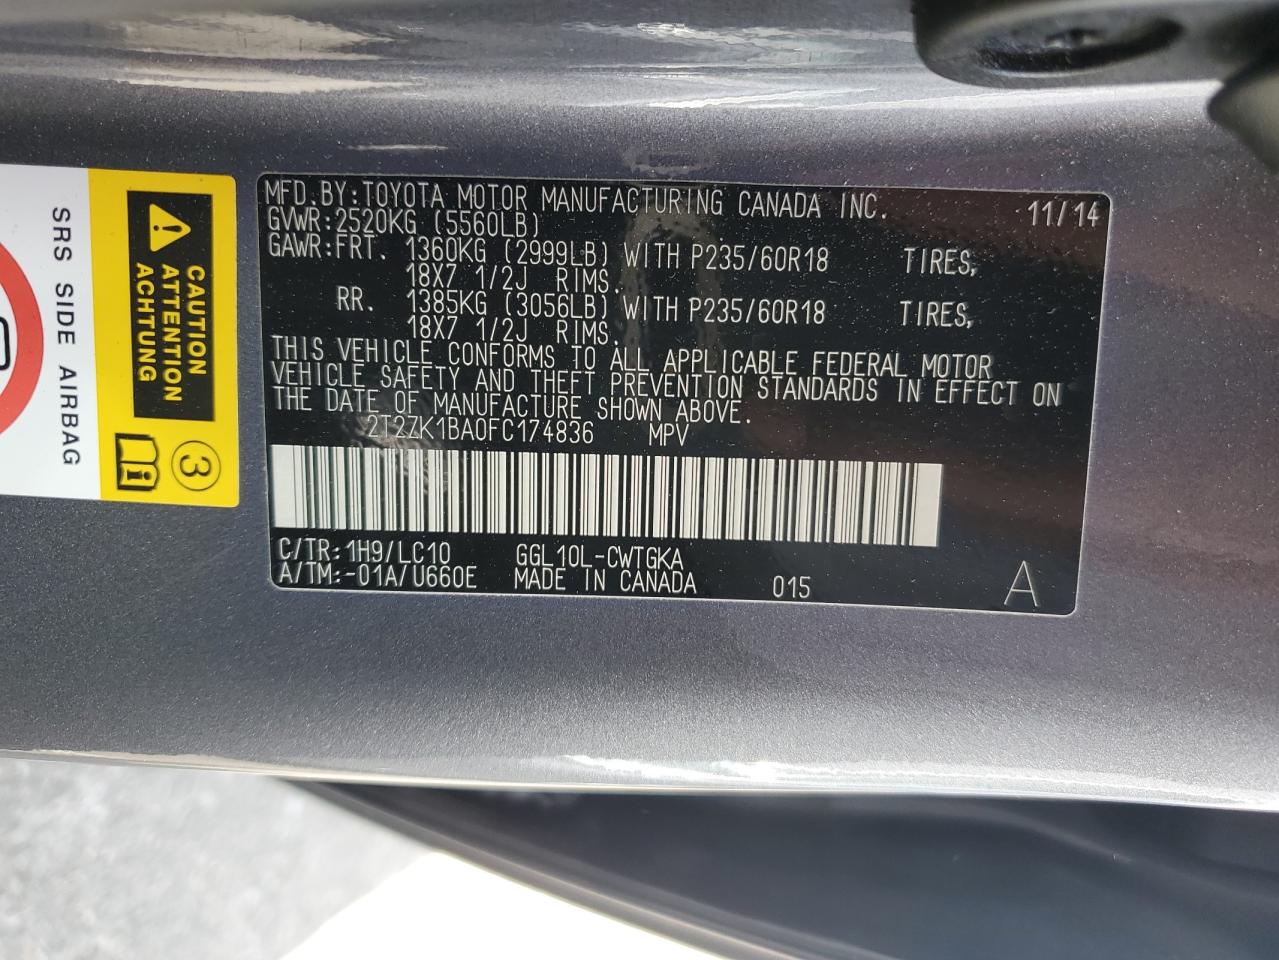 MFD.BY:TOYOTA MOTOR MANUFACTURING CANADA INC. 11/14
GVWR:2520KG (5560LB)
GAWR:FRT. 1360KG (2999LB) WITH P235/60R18 TIRES,
18X7 1/2J RIMS.
RR. 1385KG (3056LB) WITH P235/60R18 TIRES,
18X7 1/2J RIMS.
THIS VEHICLE CONFORMS TO ALL APPLICABLE FEDERAL MOTOR
VEHICLE SAFETY AND THEFT PREVENTION STANDARDS IN EFFECT ON
THE DATE OF MANUFACTURE SHOWN ABOVE.
2T2ZK1BA0FC174836 MPV
C/TR:1H9/LC10 GGL10L-CWTGKA
A/TM:-01A/U660E MADE IN CANADA 015 A
CAUTION
ATTENTION
ACHTUNG
3
SRS SIDE AIRBAG